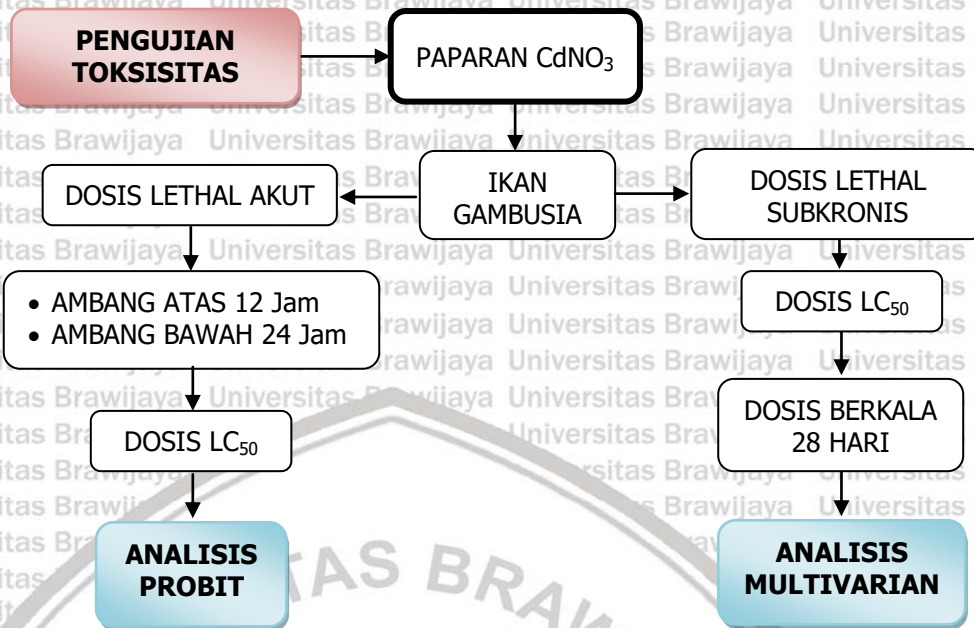 PENGUJIAN
TOKSISITAS
PAPARAN CdNO₃
IKAN
GAMBUSIA
DOSIS LETHAL AKUT
DOSIS LETHAL
SUBKRONIS
• AMBANG ATAS 12 Jam
• AMBANG BAWAH 24 Jam
DOSIS LC₅₀
DOSIS LC₅₀
DOSIS BERKALA
28 HARI
ANALISIS
PROBIT
ANALISIS
MULTIVARIAN